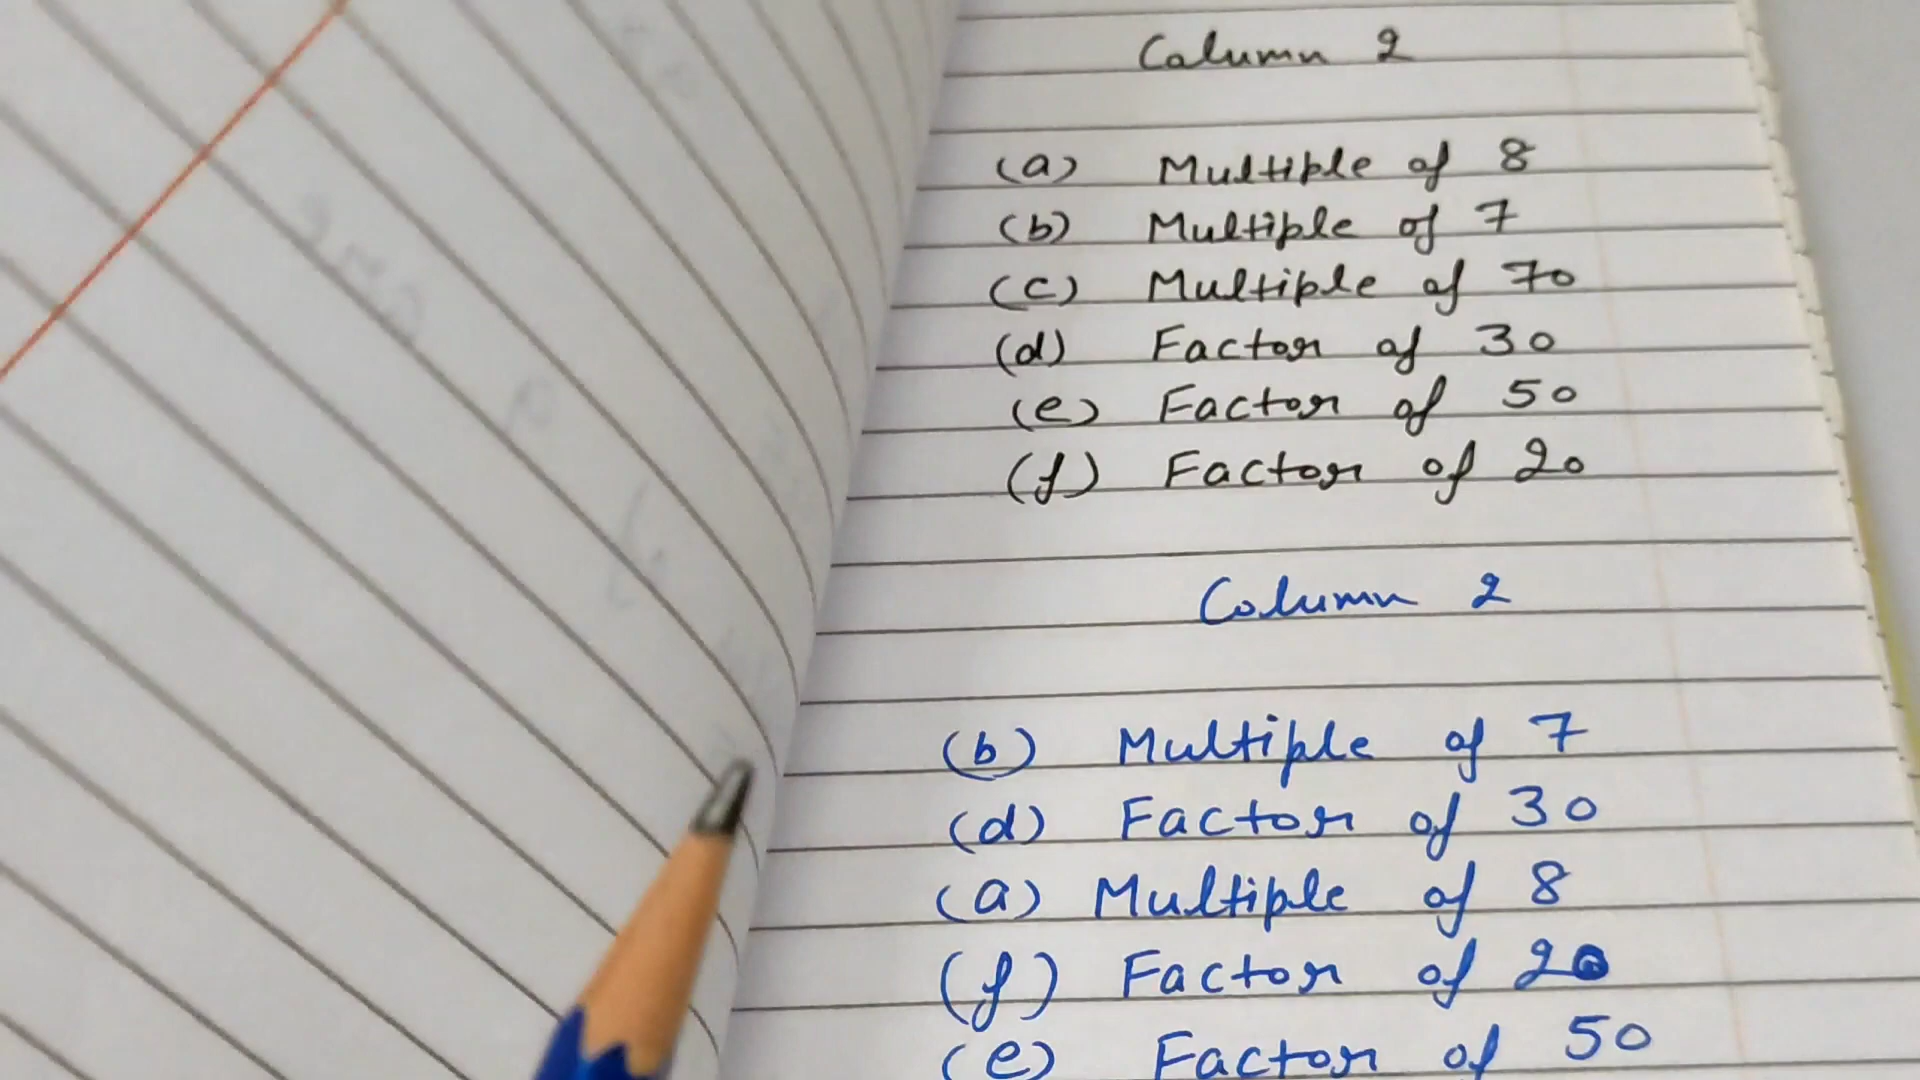 Column 2
(a) Multiple of 8
(b) Multiple of 7
(c) Multiple of 70
(d) Factor of 30
(e) Factor of 50
(f) Factor of 20
Column 2
(b) Multiple of 7
(d) Factor of 30
(a) Multiple of 8
(f) Factor of 20
(e) Factor of 50